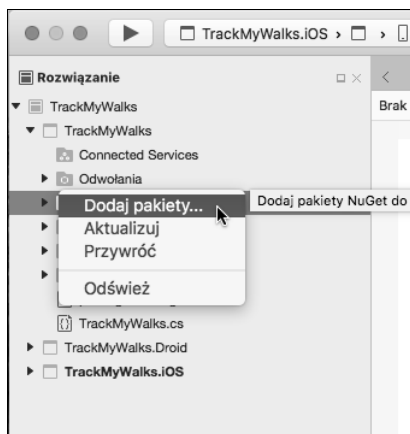 TrackMyWalks.iOS
Rozwiązanie
TrackMyWalks
Brak
TrackMyWalks
Connected Services
Odwołania
Dodaj pakiety...
Dodaj pakiety NuGet do
Aktualizuj
Przywróć
Odśwież
TrackMyWalks.cs
TrackMyWalks.Droid
TrackMyWalks.iOS